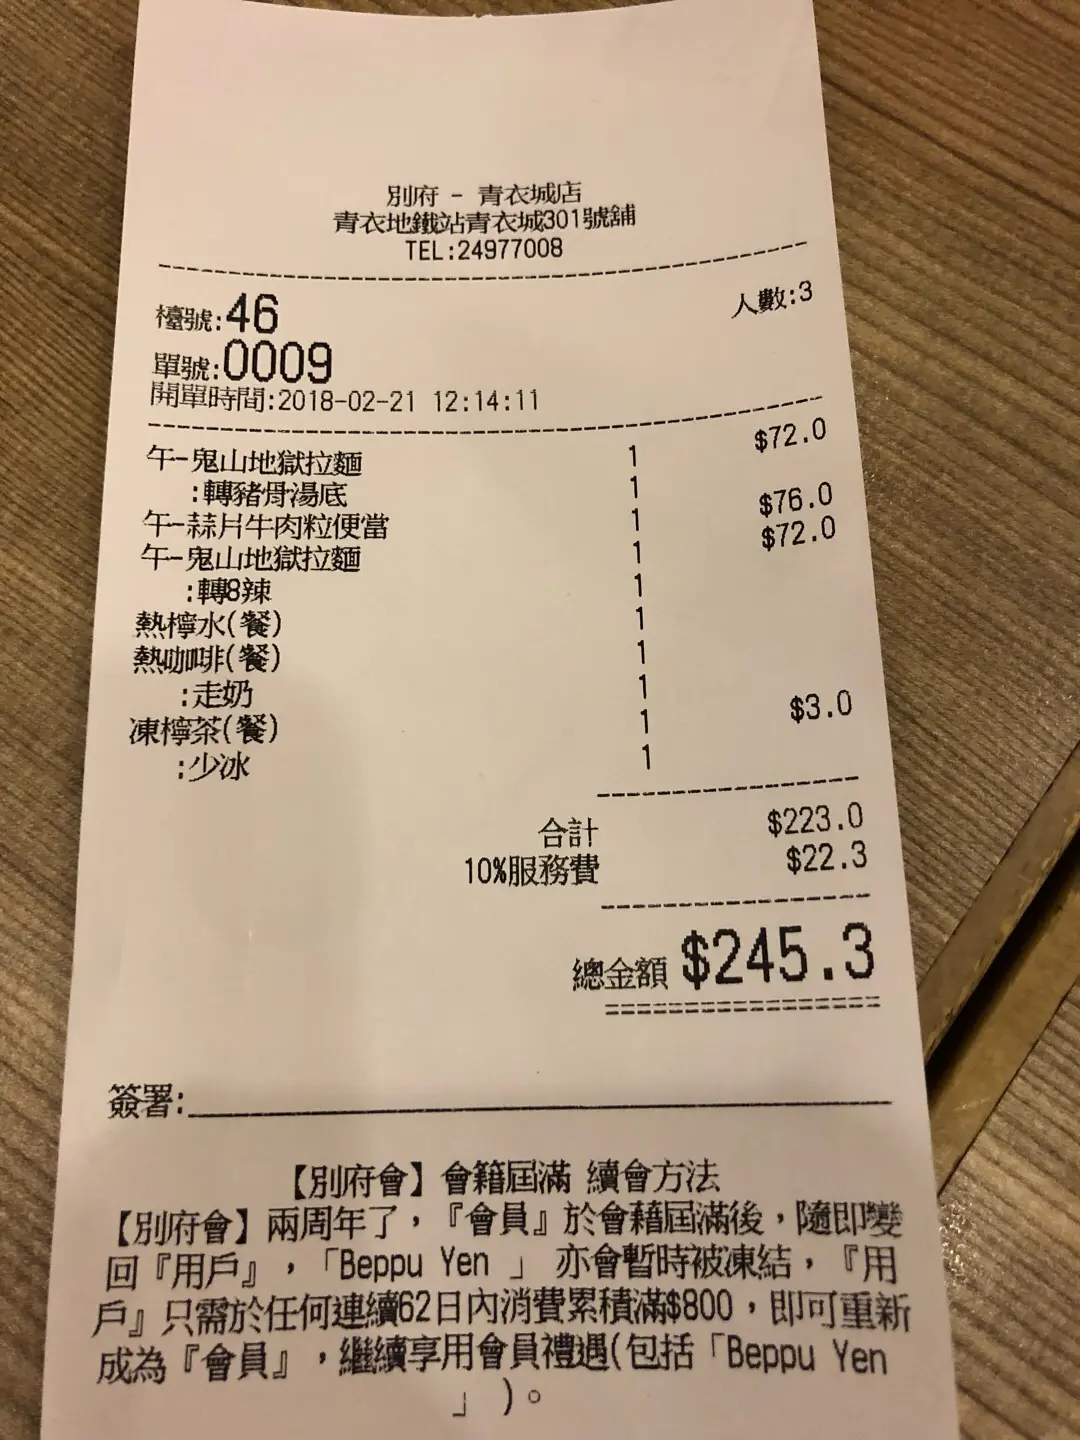 別府 - 青衣城店
青衣地鐵站青衣城301號舖
TEL:24977008
人數:3
檯號:46
單號:0009
開單時間:2018-02-21 12:14:11
午-鬼山地獄拉麵 1 $72.0
:轉豬骨湯底 1
午-蒜片牛肉粒便當 1 $76.0
午-鬼山地獄拉麵 1 $72.0
:轉8辣 1
熱檸水(餐) 1
熱咖啡(餐) 1
:走奶 1
凍檸茶(餐) 1 $3.0
:少冰 1
合計 $223.0
10%服務費 $22.3
總金額 $245.3
簽署:
【別府會】會籍屆滿 續會方法
【別府會】兩周年了，『會員』於會藉屆滿後，隨即變
回『用戶』，「Beppu Yen 」 亦會暫時被凍結，『用
戶』只需於任何連續62日內消費累積滿$800，即可重新
成為『會員』，繼續享用會員禮遇(包括「Beppu Yen
」)。